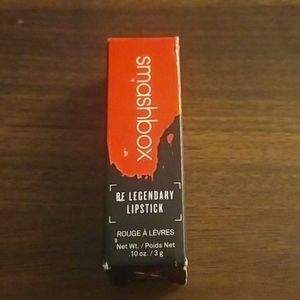 smashbox
BE LEGENDARY
LIPSTICK
ROUGE À LÈVRES
Net Wt. / Poids Net
.10 oz. / 3 g